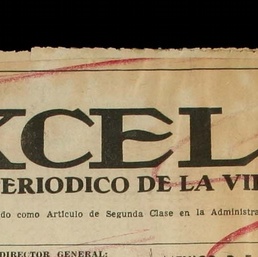 XCEL
ERIODICO DE LA VI
do como Artículo de Segunda Clase en la Administra
DIRECTOR GENERAL: